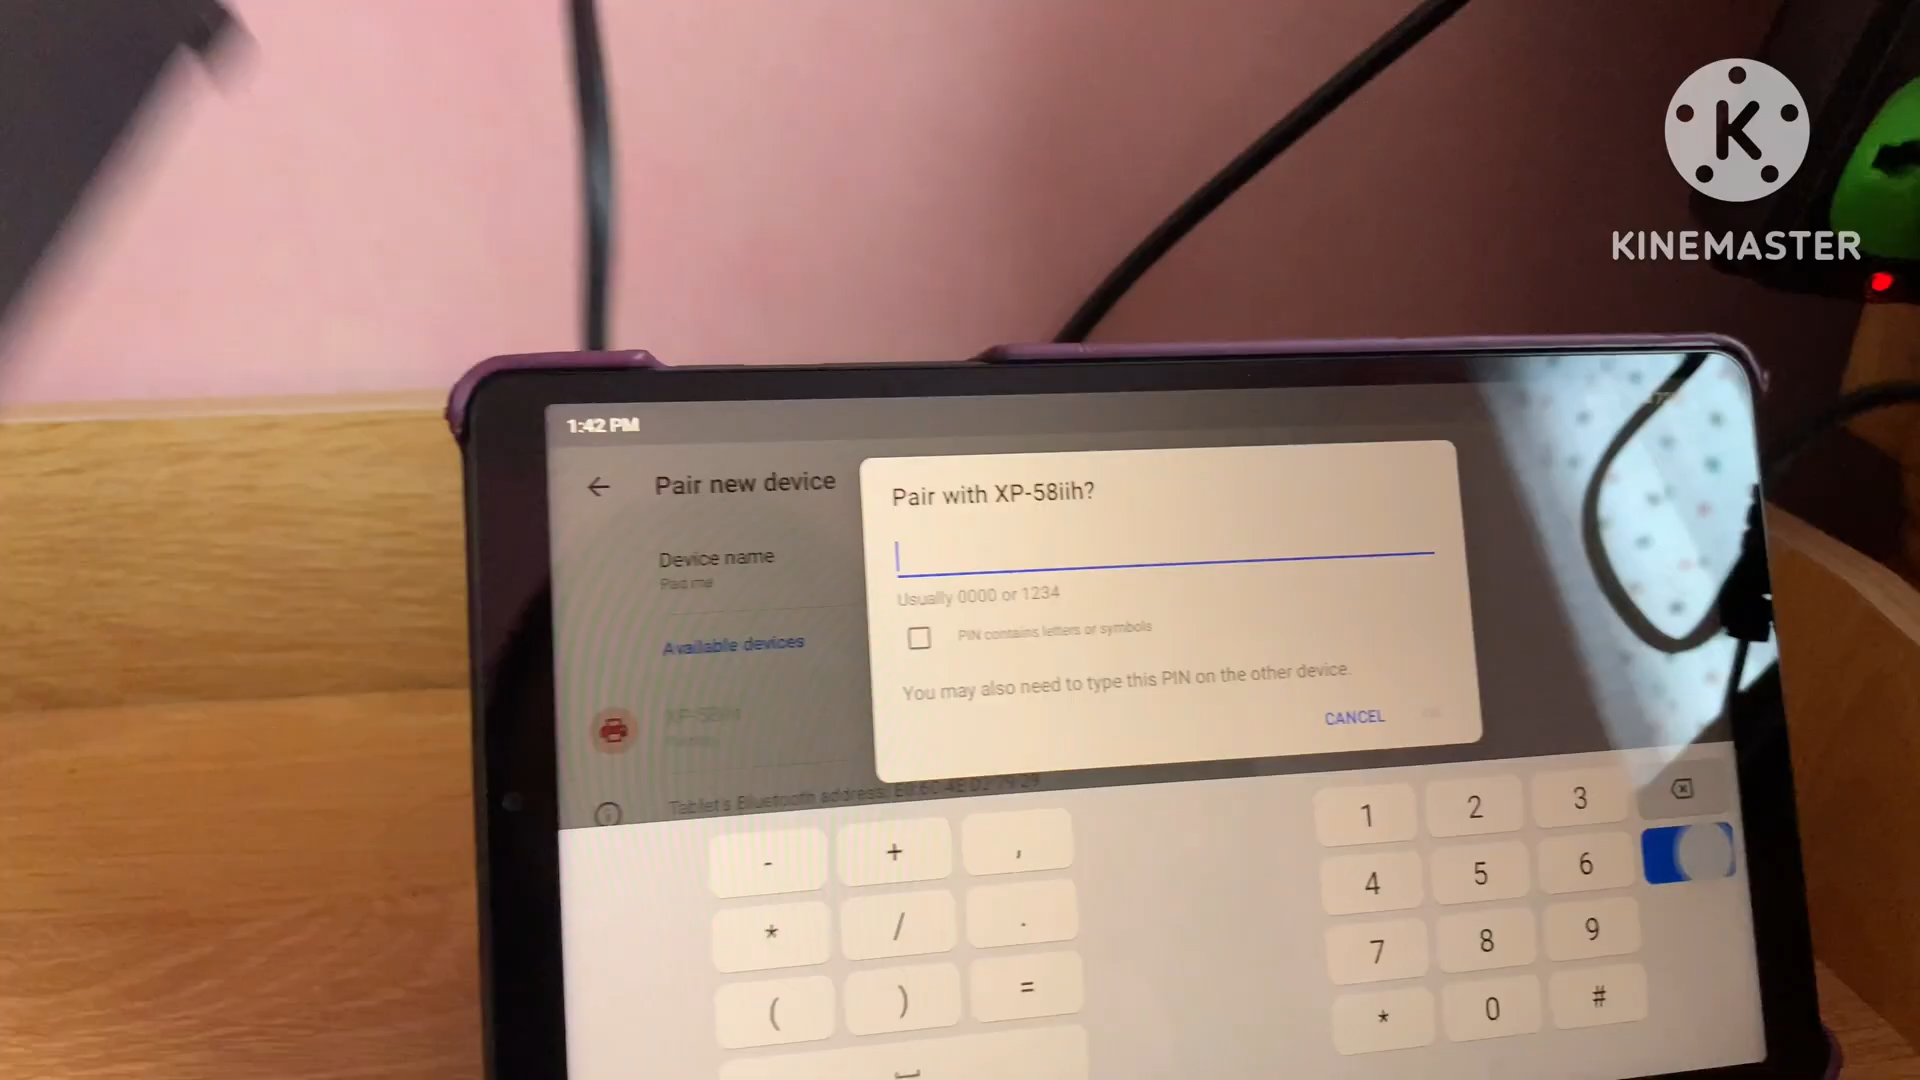 KINEMASTER
1:42 PM
Pair new device
Pair with XP-58iih?
Device name
Usually 0000 or 1234
PIN contains letters or symbols
Available devices
You may also need to type this PIN on the other device.
CANCEL
Tablet's Bluetooth address:
- + , 1 2 3
* / . 4 5 6
( ) = 7 8 9
* 0 #